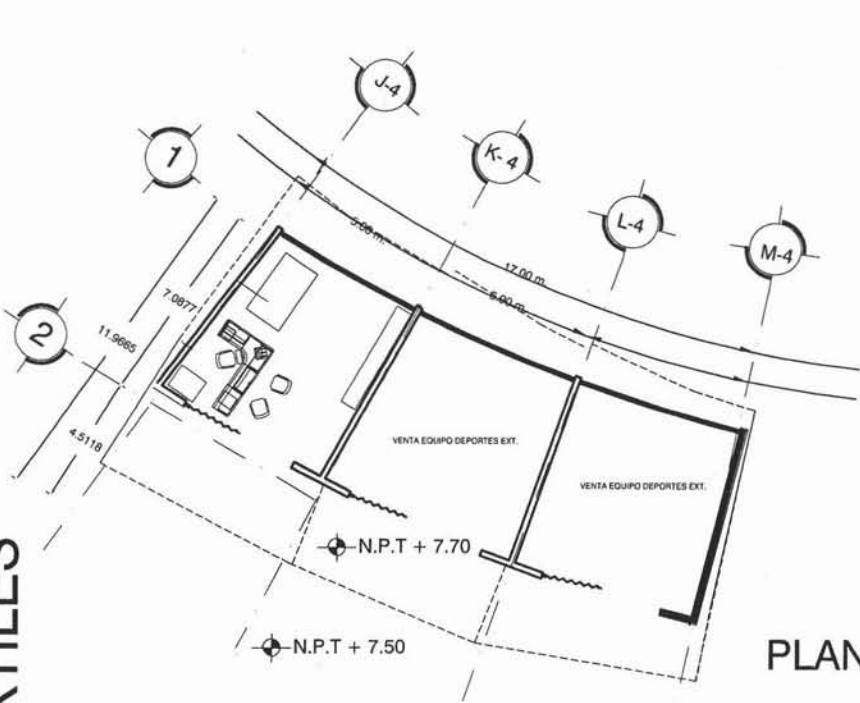 J-4
K-4
1
L-4
M-4
5.00 m.
17.00 m.
5.00 m.
7.0877
2
11.9665
4.5118
VENTA EQUIPO DEPORTES EXT.
VENTA EQUIPO DEPORTES EXT.
N.P.T + 7.70
N.P.T + 7.50
PLAN